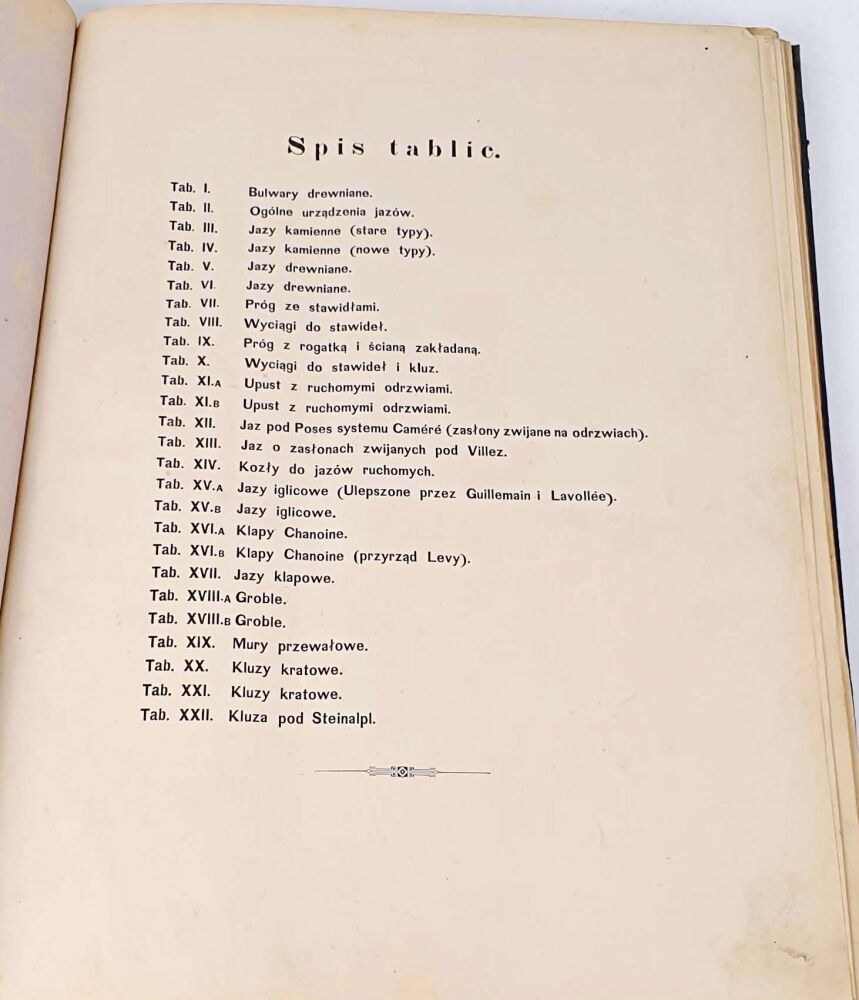 Spis tablic.
Tab. I. Bulwary drewniane.
Tab. II. Ogólne urządzenia jazów.
Tab. III. Jazy kamienne (stare typy).
Tab. IV. Jazy kamienne (nowe typy).
Tab. V. Jazy drewniane.
Tab. VI. Jazy drewniane.
Tab. VII. Próg ze stawidłami.
Tab. VIII. Wyciągi do stawideł.
Tab. IX. Próg z rogatką i ścianą zakładaną.
Tab. X. Wyciągi do stawideł i kluz.
Tab. XI.A Upust z ruchomymi odrzwiami.
Tab. XI.B Upust z ruchomymi odrzwiami.
Tab. XII. Jaz pod Poses systemu Caméré (zasłony zwijane na odrzwiach).
Tab. XIII. Jaz o zasłonach zwijanych pod Villez.
Tab. XIV. Kozły do jazów ruchomych.
Tab. XV.A Jazy iglicowe (Ulepszone przez Guillemain i Lavollée).
Tab. XV.B Jazy iglicowe.
Tab. XVI.A Klapy Chanoine.
Tab. XVI.B Klapy Chanoine (przyrząd Levy).
Tab. XVII. Jazy klapowe.
Tab. XVIII.A Groble.
Tab. XVIII.B Groble.
Tab. XIX. Mury przewałowe.
Tab. XX. Kluzy kratowe.
Tab. XXI. Kluzy kratowe.
Tab. XXII. Kluza pod Steinalpl.